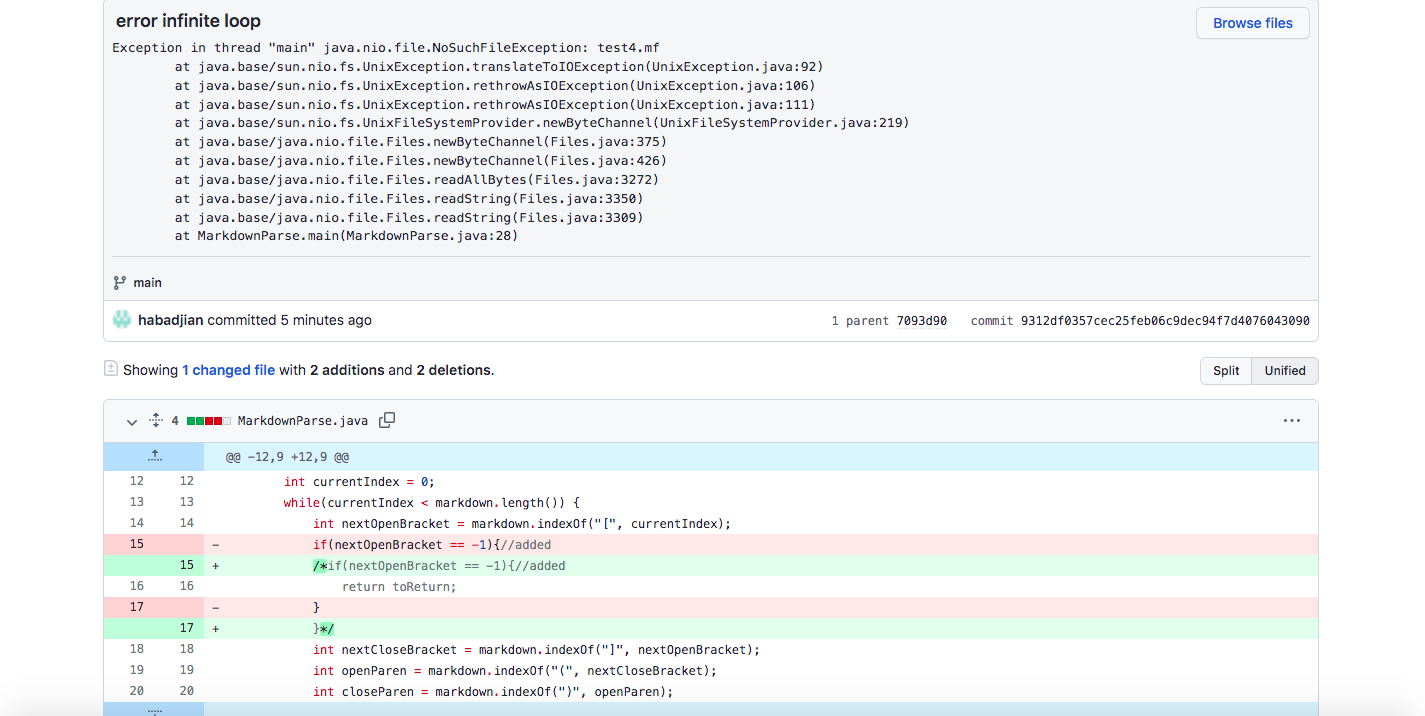 error infinite loop
Browse files
Exception in thread "main" java.nio.file.NoSuchFileException: test4.mf
        at java.base/sun.nio.fs.UnixException.translateToIOException(UnixException.java:92)
        at java.base/sun.nio.fs.UnixException.rethrowAsIOException(UnixException.java:106)
        at java.base/sun.nio.fs.UnixException.rethrowAsIOException(UnixException.java:111)
        at java.base/sun.nio.fs.UnixFileSystemProvider.newByteChannel(UnixFileSystemProvider.java:219)
        at java.base/java.nio.file.Files.newByteChannel(Files.java:375)
        at java.base/java.nio.file.Files.newByteChannel(Files.java:426)
        at java.base/java.nio.file.Files.readAllBytes(Files.java:3272)
        at java.base/java.nio.file.Files.readString(Files.java:3350)
        at java.base/java.nio.file.Files.readString(Files.java:3309)
        at MarkdownParse.main(MarkdownParse.java:28)
main
habadjian committed 5 minutes ago 1 parent 7093d90 commit 9312df0357cec25feb06c9dec94f7d4076043090
Showing 1 changed file with 2 additions and 2 deletions. Split Unified
4 MarkdownParse.java
@@ -12,9 +12,9 @@
12 12 int currentIndex = 0;
13 13 while(currentIndex < markdown.length()) {
14 14 int nextOpenBracket = markdown.indexOf("[", currentIndex);
15 - if(nextOpenBracket == -1){//added
15 + /*if(nextOpenBracket == -1){//added
16 16 return toReturn;
17 - }
17 + }*/
18 18 int nextCloseBracket = markdown.indexOf("]", nextOpenBracket);
19 19 int openParen = markdown.indexOf("(", nextCloseBracket);
20 20 int closeParen = markdown.indexOf(")", openParen);